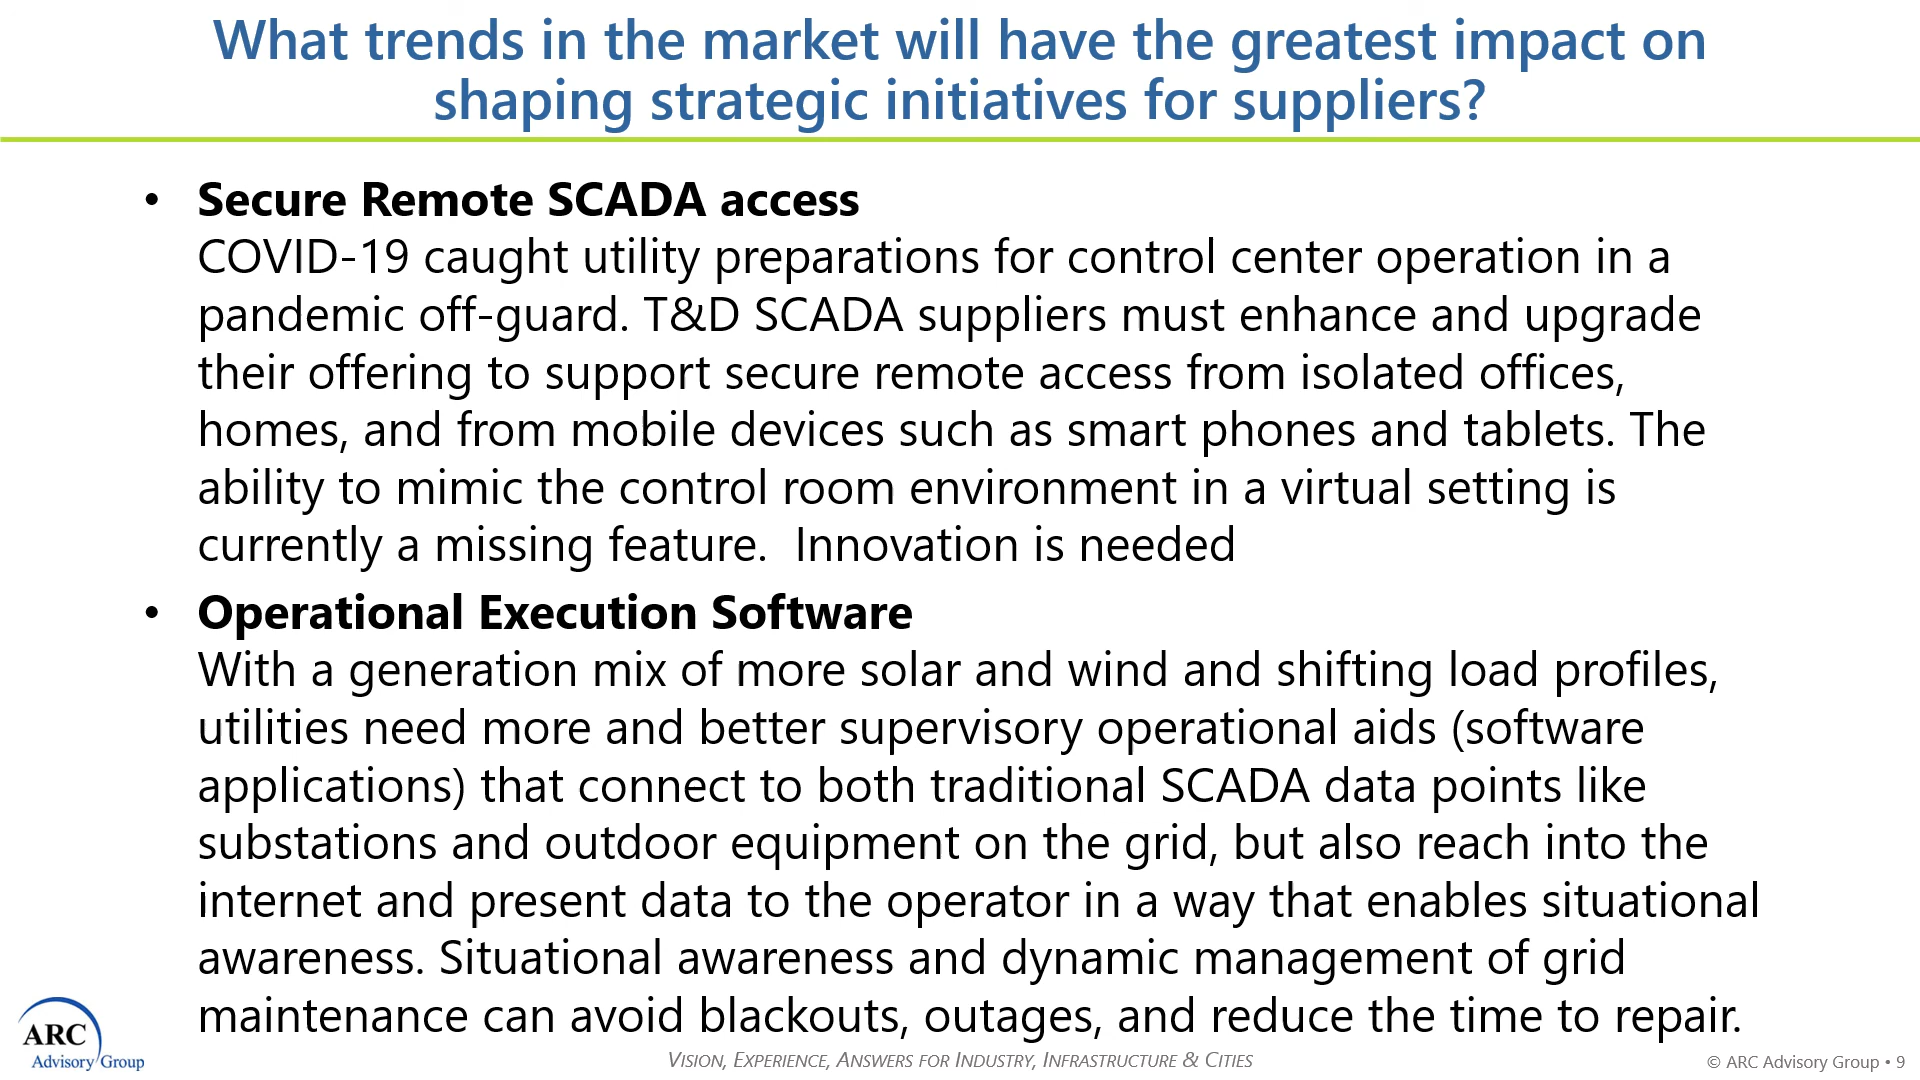 What trends in the market will have the greatest impact on
shaping strategic initiatives for suppliers?
• Secure Remote SCADA access
COVID-19 caught utility preparations for control center operation in a
pandemic off-guard. T&D SCADA suppliers must enhance and upgrade
their offering to support secure remote access from isolated offices,
homes, and from mobile devices such as smart phones and tablets. The
ability to mimic the control room environment in a virtual setting is
currently a missing feature.  Innovation is needed
• Operational Execution Software
With a generation mix of more solar and wind and shifting load profiles,
utilities need more and better supervisory operational aids (software
applications) that connect to both traditional SCADA data points like
substations and outdoor equipment on the grid, but also reach into the
internet and present data to the operator in a way that enables situational
awareness. Situational awareness and dynamic management of grid
maintenance can avoid blackouts, outages, and reduce the time to repair.
ARC
Advisory Group
VISION, EXPERIENCE, ANSWERS FOR INDUSTRY, INFRASTRUCTURE & CITIES
© ARC Advisory Group • 9